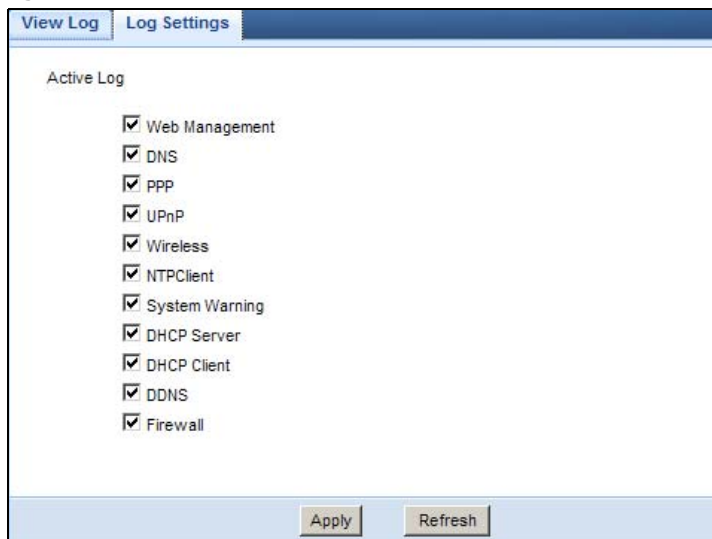 View Log Log Settings
Active Log
Web Management
DNS
PPP
UPnP
Wireless
NTPClient
System Warning
DHCP Server
DHCP Client
DDNS
Firewall
Apply Refresh